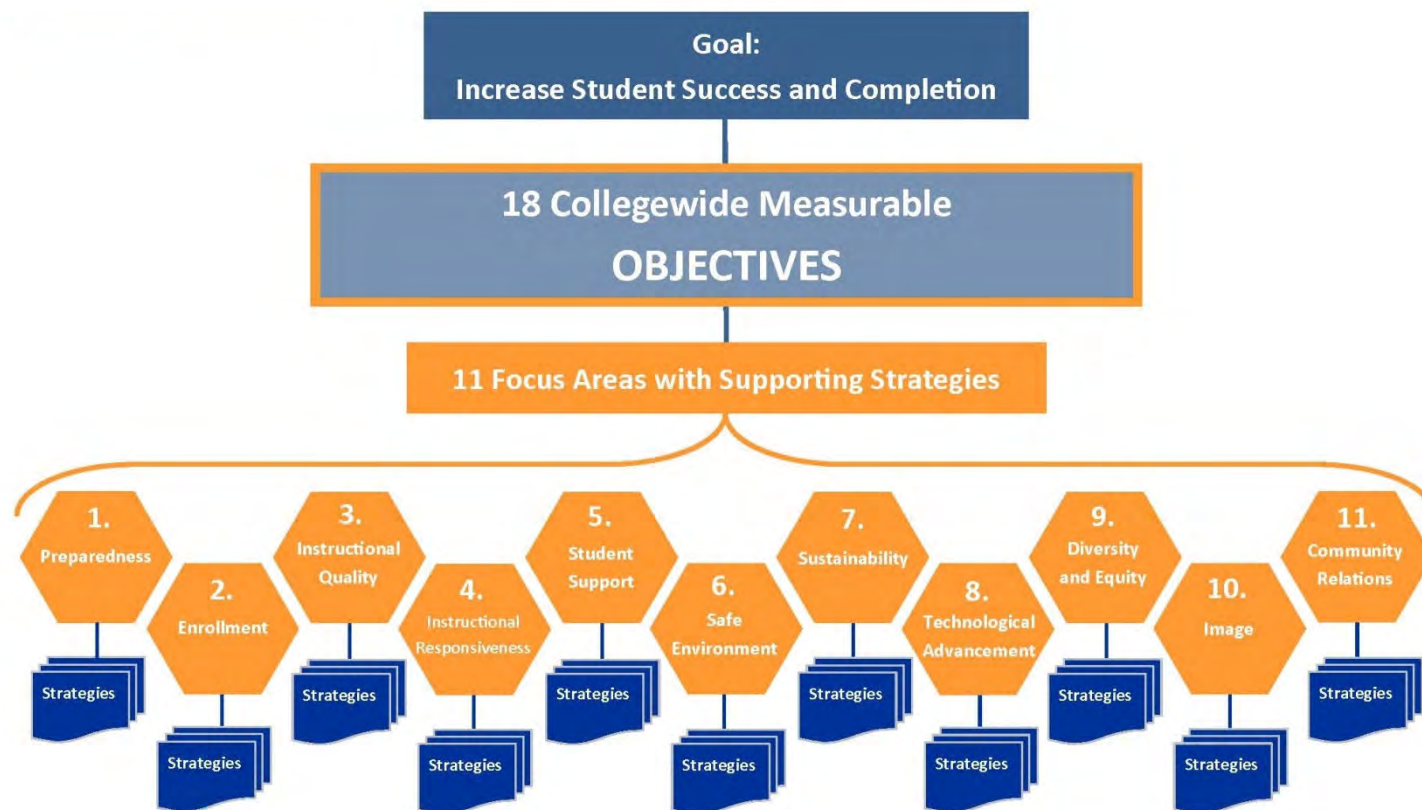 Goal:
Increase Student Success and Completion
18 Collegewide Measurable
OBJECTIVES
11 Focus Areas with Supporting Strategies
1.
Preparedness
Strategies
2.
Enrollment
Strategies
3.
Instructional
Quality
Strategies
4.
Instructional
Responsiveness
Strategies
5.
Student
Support
Strategies
6.
Safe
Environment
Strategies
7.
Sustainability
Strategies
8.
Technological
Advancement
Strategies
9.
Diversity
and Equity
Strategies
10.
Image
Strategies
11.
Community
Relations
Strategies